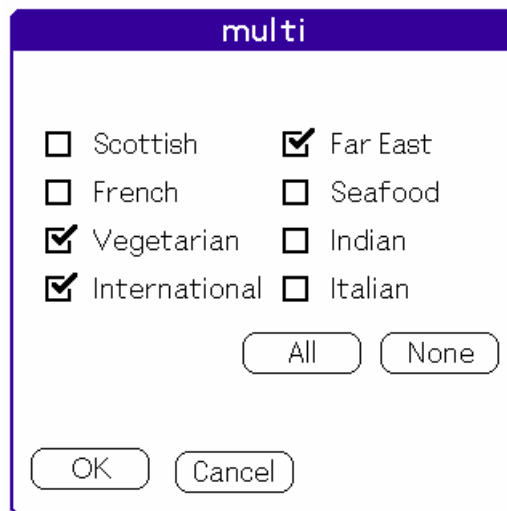 multi
Scottish Far East
French Seafood
Vegetarian Indian
International Italian
All None
OK Cancel